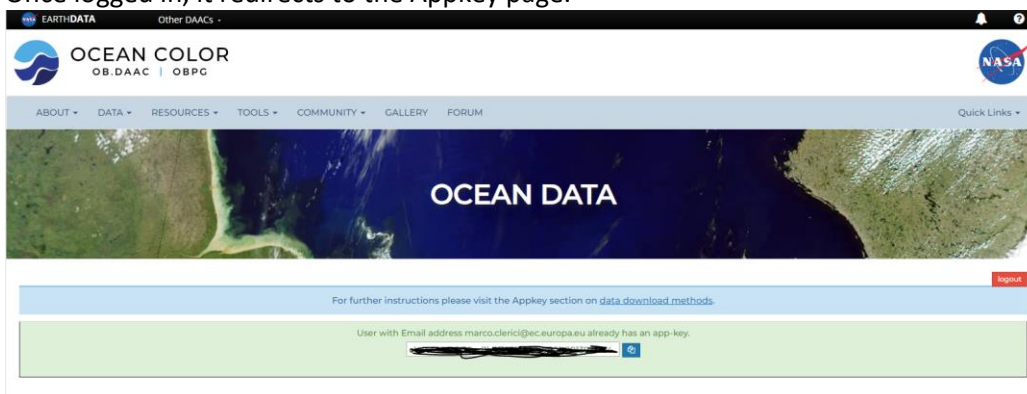 Once logged in, it redirects to the Appkey page.
EARTHDATA Other DAACs
OCEAN COLOR
OB.DAAC | OBPG
NASA
ABOUT DATA RESOURCES TOOLS COMMUNITY GALLERY FORUM Quick Links
OCEAN DATA
logout
For further instructions please visit the Appkey section on data download methods.
User with Email address marco.clerici@ec.europa.eu already has an app-key.